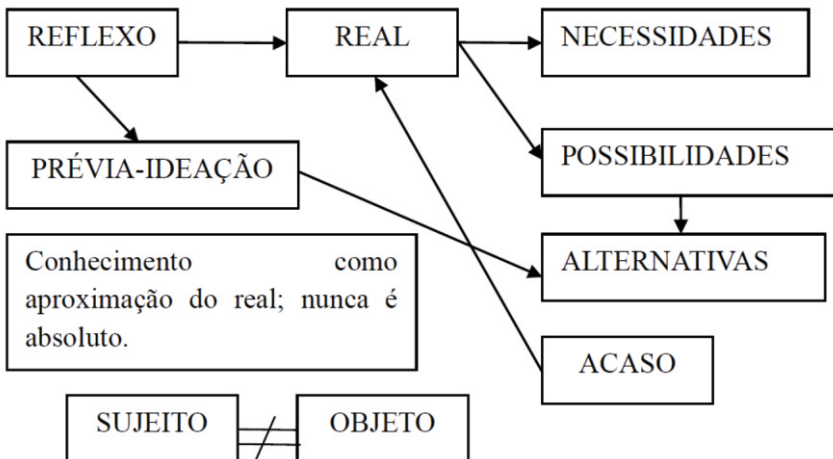 REFLEXO
REAL
NECESSIDADES
PRÉVIA-IDEAÇÃO
POSSIBILIDADES
Conhecimento como
aproximação do real; nunca é
absoluto.
ALTERNATIVAS
ACASO
SUJEITO
OBJETO